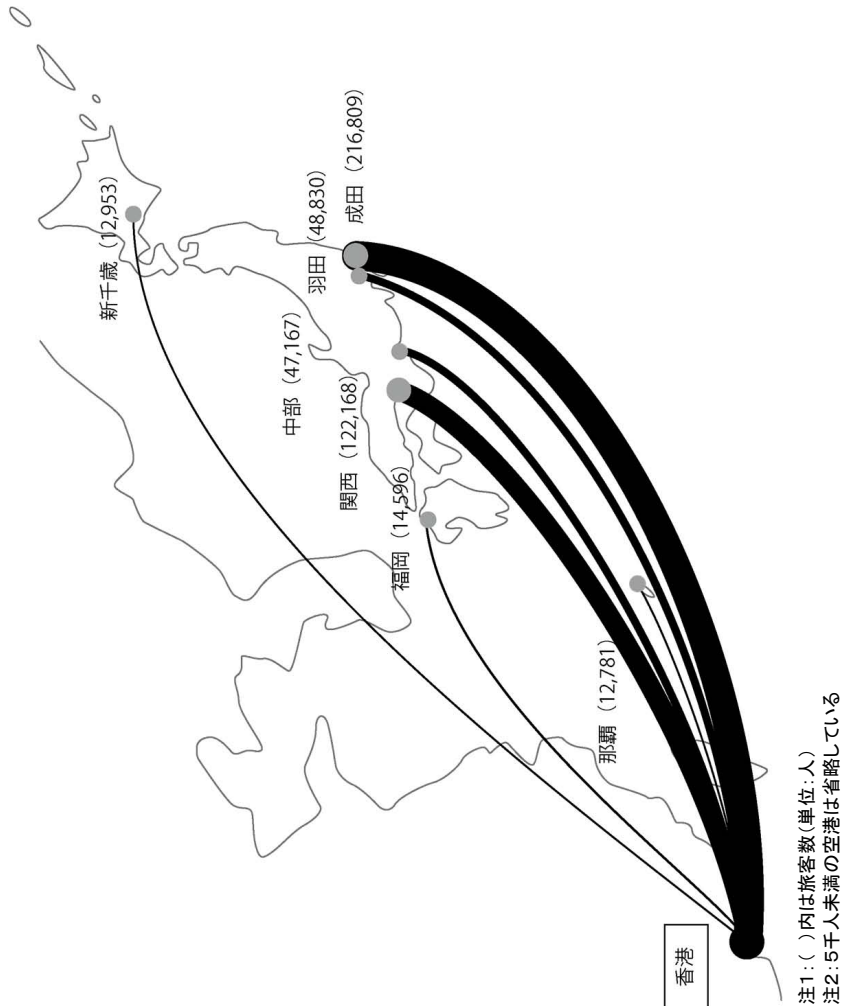 新千歳（12,953）
羽田（48,830）
成田（216,809）
中部（47,167）
関西（122,168）
福岡（14,596）
那覇（12,781）
香港
注1：（ ）内は旅客数（単位：人）
注2：5千人未満の空港は省略している